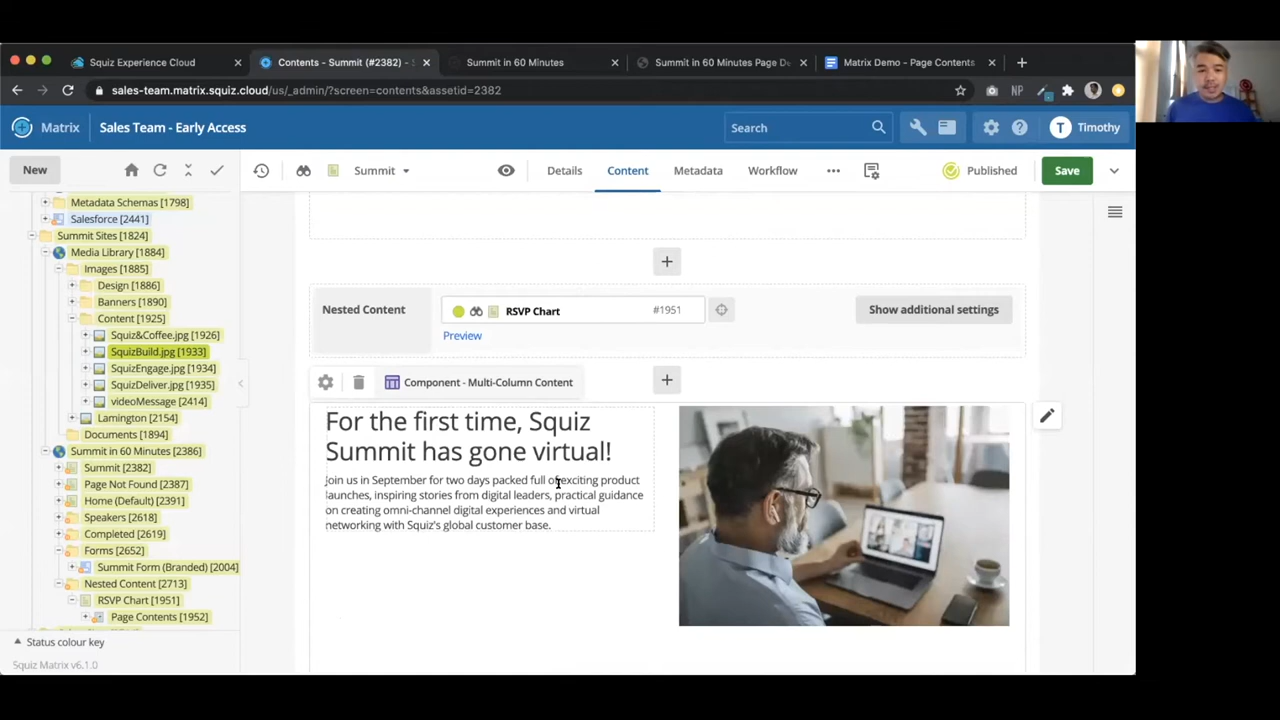 Squiz Experience Cloud
Contents - Summit (#2382) - S
Summit in 60 Minutes
Summit in 60 Minutes Page De
Matrix Demo - Page Contents
sales-team.matrix.squiz.cloud/us/_admin/?screen=contents&assetid=2382
NP
Matrix
Sales Team - Early Access
Search
T
Timothy
New
Summit
Details
Content
Metadata
Workflow
Published
Save
Metadata Schemas [1798]
Salesforce [2441]
Summit Sites [1824]
Media Library [1884]
Images [1885]
Design [1886]
Banners [1890]
Content [1925]
Squiz&Coffee.jpg [1926]
SquizBuild.jpg [1933]
SquizEngage.jpg [1934]
SquizDeliver.jpg [1935]
videoMessage [2414]
Lamington [2154]
Documents [1894]
Summit in 60 Minutes [2386]
Summit [2382]
Page Not Found [2387]
Home (Default) [2391]
Speakers [2618]
Completed [2619]
Forms [2652]
Summit Form (Branded) [2004]
Nested Content [2713]
RSVP Chart [1951]
Page Contents [1952]
Status colour key
Squiz Matrix v6.1.0
Nested Content
RSVP Chart
#1951
Show additional settings
Preview
Component - Multi-Column Content
For the first time, Squiz
Summit has gone virtual!
Join us in September for two days packed full of exciting product
launches, inspiring stories from digital leaders, practical guidance
on creating omni-channel digital experiences and virtual
networking with Squiz's global customer base.